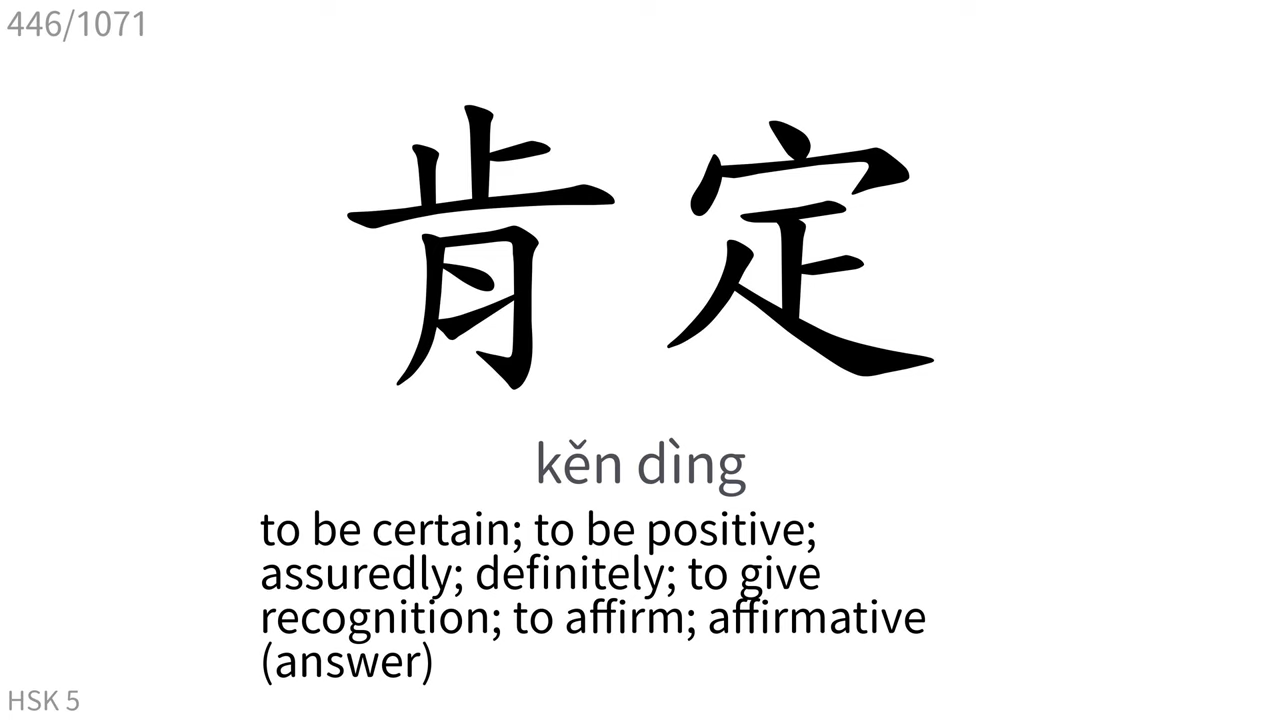 446/1071
肯定
kěn dìng
to be certain; to be positive;
assuredly; definitely; to give
recognition; to affirm; affirmative
(answer)
HSK 5